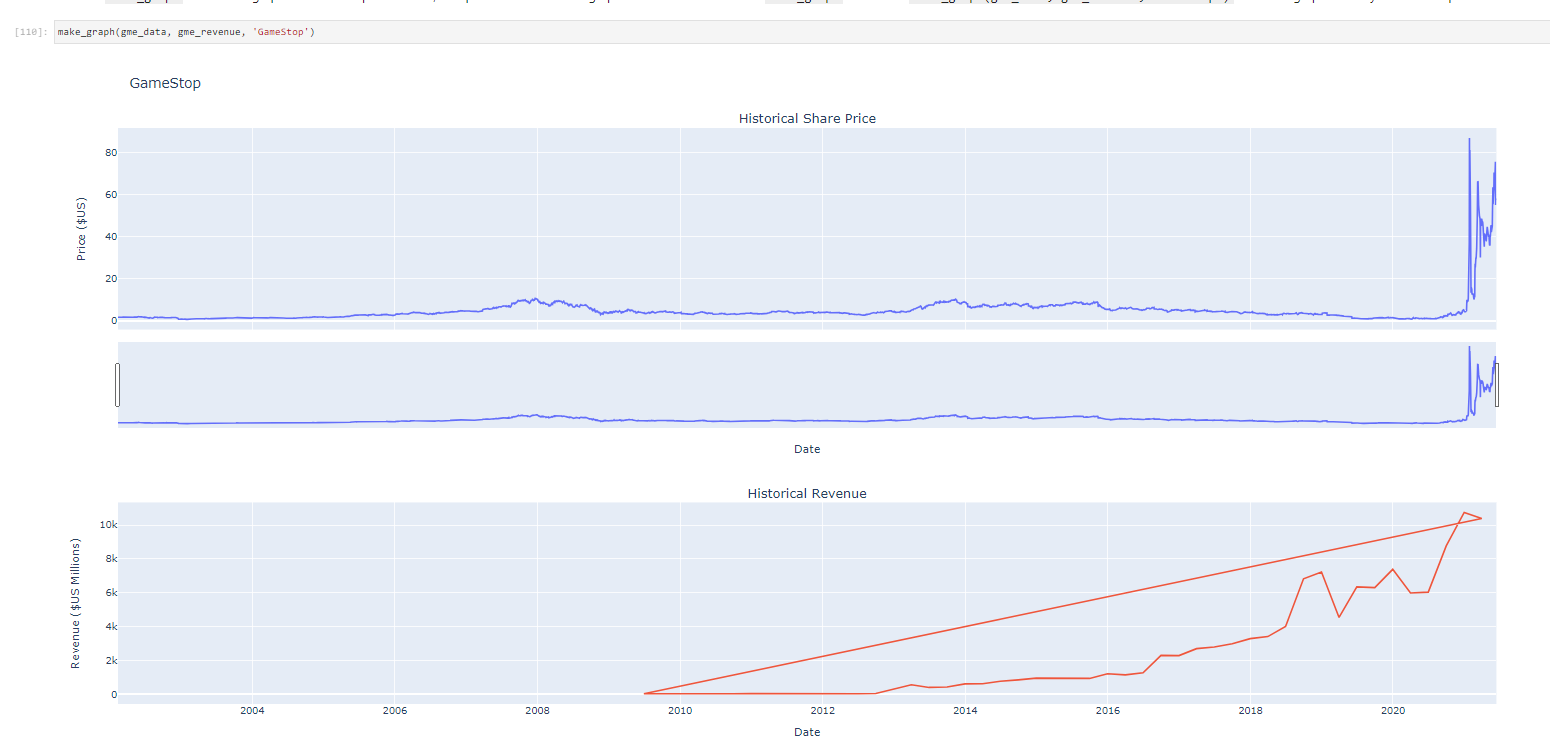 [110]: make_graph(gme_data, gme_revenue, 'GameStop')
GameStop
Historical Share Price
80
60
40
20
0
Price ($US)
Date
Historical Revenue
10k
8k
6k
4k
2k
0
Revenue ($US Millions)
2004 2006 2008 2010 2012 2014 2016 2018 2020
Date